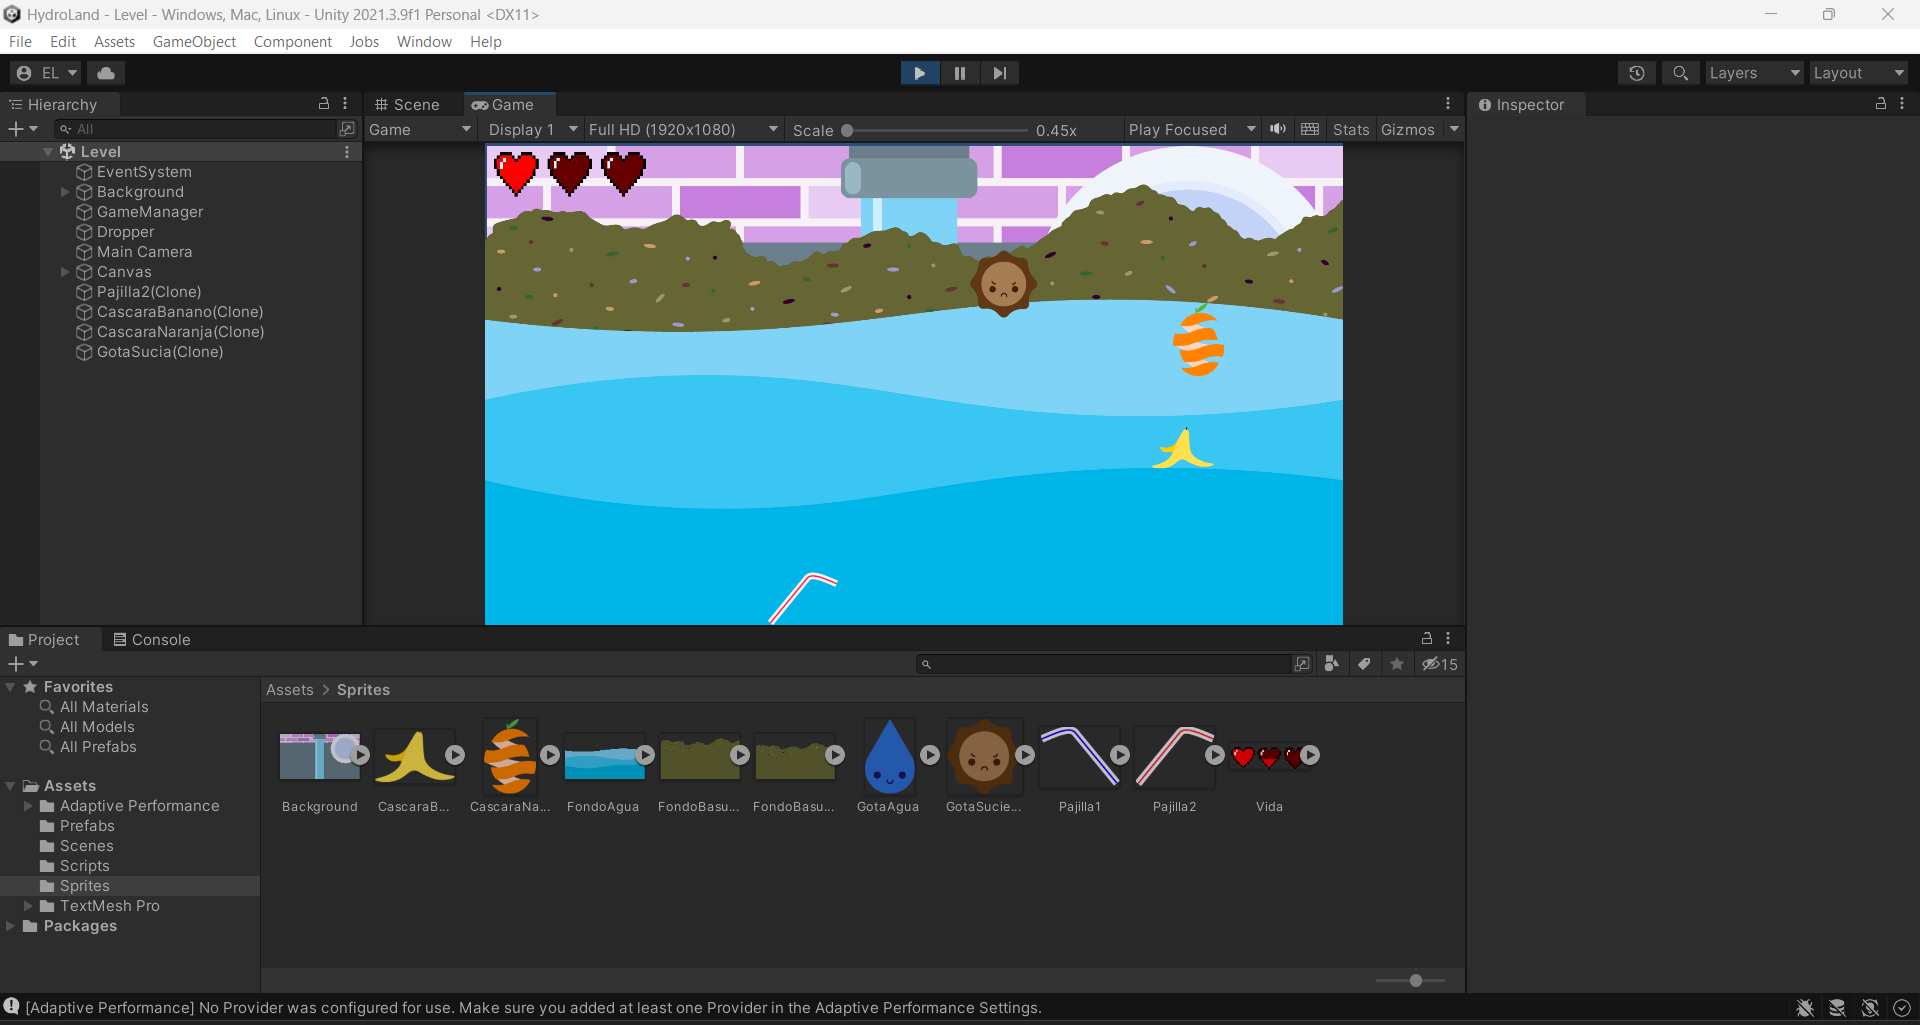 HydroLand - Level - Windows, Mac, Linux - Unity 2021.3.9f1 Personal <DX11>
File Edit Assets GameObject Component Jobs Window Help
EL Layers Layout
Hierarchy Scene Game Inspector
All Game Display 1 Full HD (1920x1080) Scale 0.45x Play Focused Stats Gizmos
Level
EventSystem
Background
GameManager
Dropper
Main Camera
Canvas
Pajilla2(Clone)
CascaraBanano(Clone)
CascaraNaranja(Clone)
GotaSucia(Clone)
Project Console
15
Favorites
All Materials
All Models
All Prefabs
Assets
Adaptive Performance
Prefabs
Scenes
Scripts
Sprites
TextMesh Pro
Packages
Assets > Sprites
Background CascaraB... CascaraNa... FondoAgua FondoBasu... FondoBasu... GotaAgua GotaSucie... Pajilla1 Pajilla2 Vida
[Adaptive Performance] No Provider was configured for use. Make sure you added at least one Provider in the Adaptive Performance Settings.